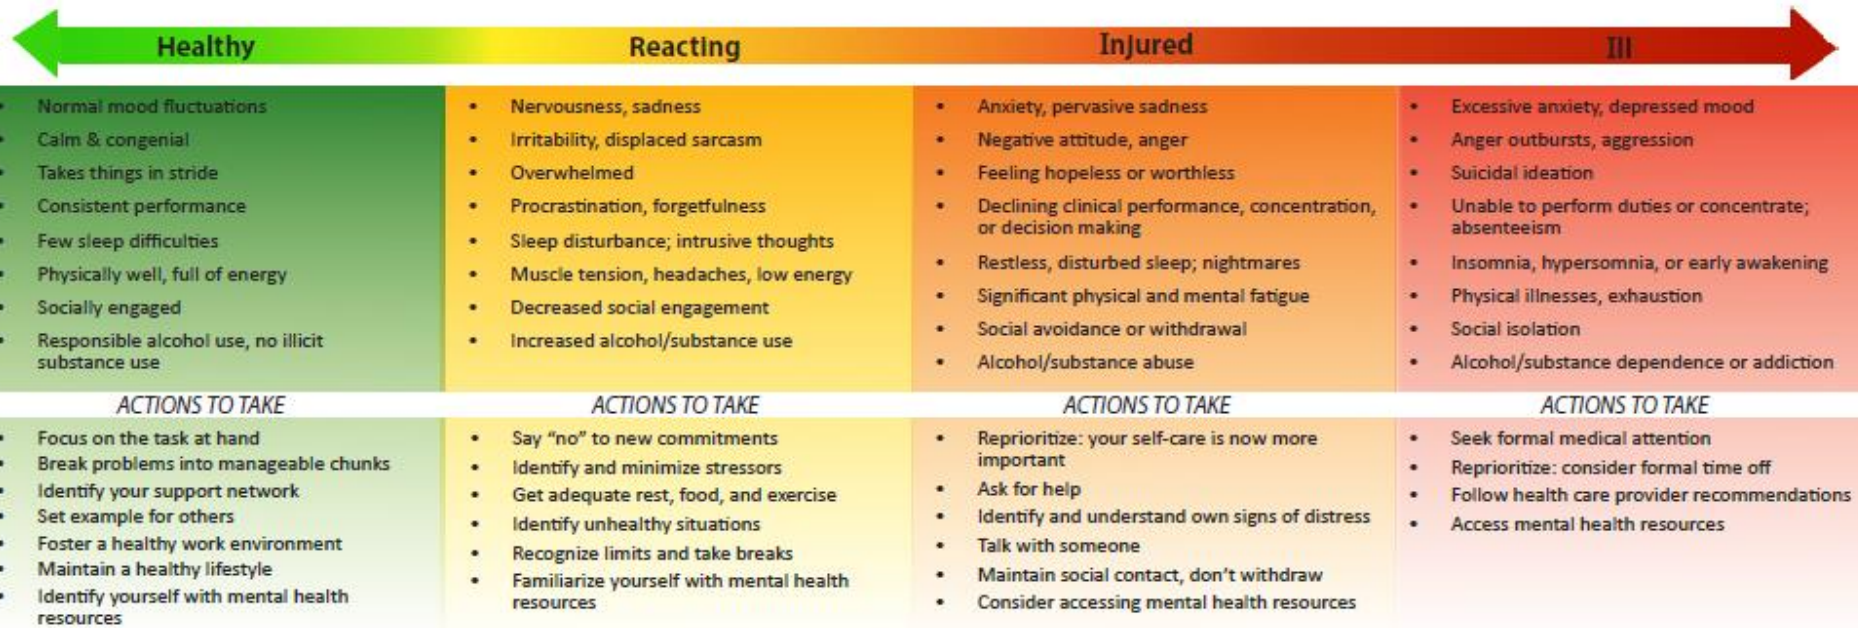 Healthy
Reacting
Injured
Ill
• Normal mood fluctuations
• Calm & congenial
• Takes things in stride
• Consistent performance
• Few sleep difficulties
• Physically well, full of energy
• Socially engaged
• Responsible alcohol use, no illicit
substance use
• Nervousness, sadness
• Irritability, displaced sarcasm
• Overwhelmed
• Procrastination, forgetfulness
• Sleep disturbance; intrusive thoughts
• Muscle tension, headaches, low energy
• Decreased social engagement
• Increased alcohol/substance use
• Anxiety, pervasive sadness
• Negative attitude, anger
• Feeling hopeless or worthless
• Declining clinical performance, concentration,
or decision making
• Restless, disturbed sleep; nightmares
• Significant physical and mental fatigue
• Social avoidance or withdrawal
• Alcohol/substance abuse
• Excessive anxiety, depressed mood
• Anger outbursts, aggression
• Suicidal ideation
• Unable to perform duties or concentrate;
absenteeism
• Insomnia, hypersomnia, or early awakening
• Physical illnesses, exhaustion
• Social isolation
• Alcohol/substance dependence or addiction
ACTIONS TO TAKE
• Focus on the task at hand
• Break problems into manageable chunks
• Identify your support network
• Set example for others
• Foster a healthy work environment
• Maintain a healthy lifestyle
• Identify yourself with mental health
resources
ACTIONS TO TAKE
• Say “no” to new commitments
• Identify and minimize stressors
• Get adequate rest, food, and exercise
• Identify unhealthy situations
• Recognize limits and take breaks
• Familiarize yourself with mental health
resources
ACTIONS TO TAKE
• Reprioritize: your self-care is now more
important
• Ask for help
• Identify and understand own signs of distress
• Talk with someone
• Maintain social contact, don’t withdraw
• Consider accessing mental health resources
ACTIONS TO TAKE
• Seek formal medical attention
• Reprioritize: consider formal time off
• Follow health care provider recommendations
• Access mental health resources